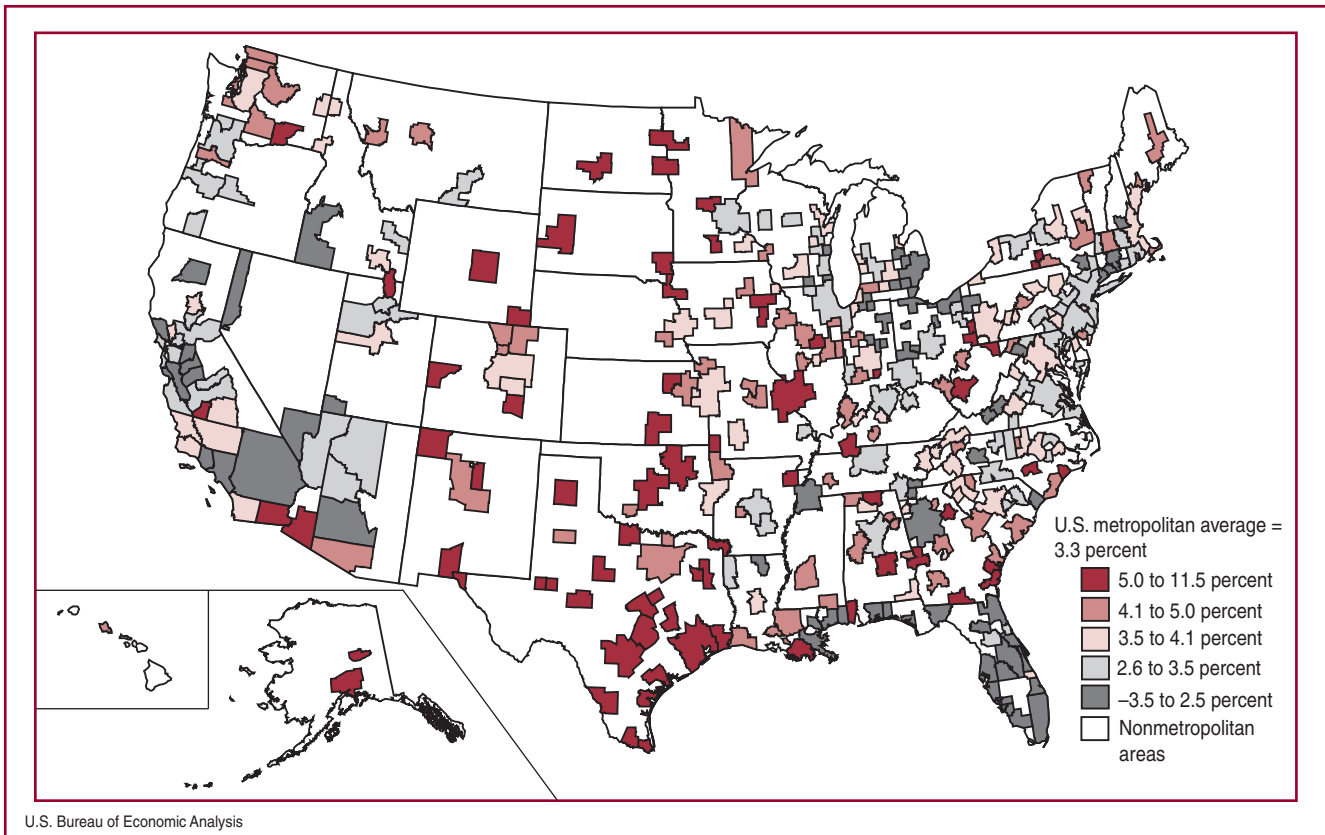 U.S. metropolitan average =
3.3 percent
5.0 to 11.5 percent
4.1 to 5.0 percent
3.5 to 4.1 percent
2.6 to 3.5 percent
–3.5 to 2.5 percent
Nonmetropolitan
areas
U.S. Bureau of Economic Analysis